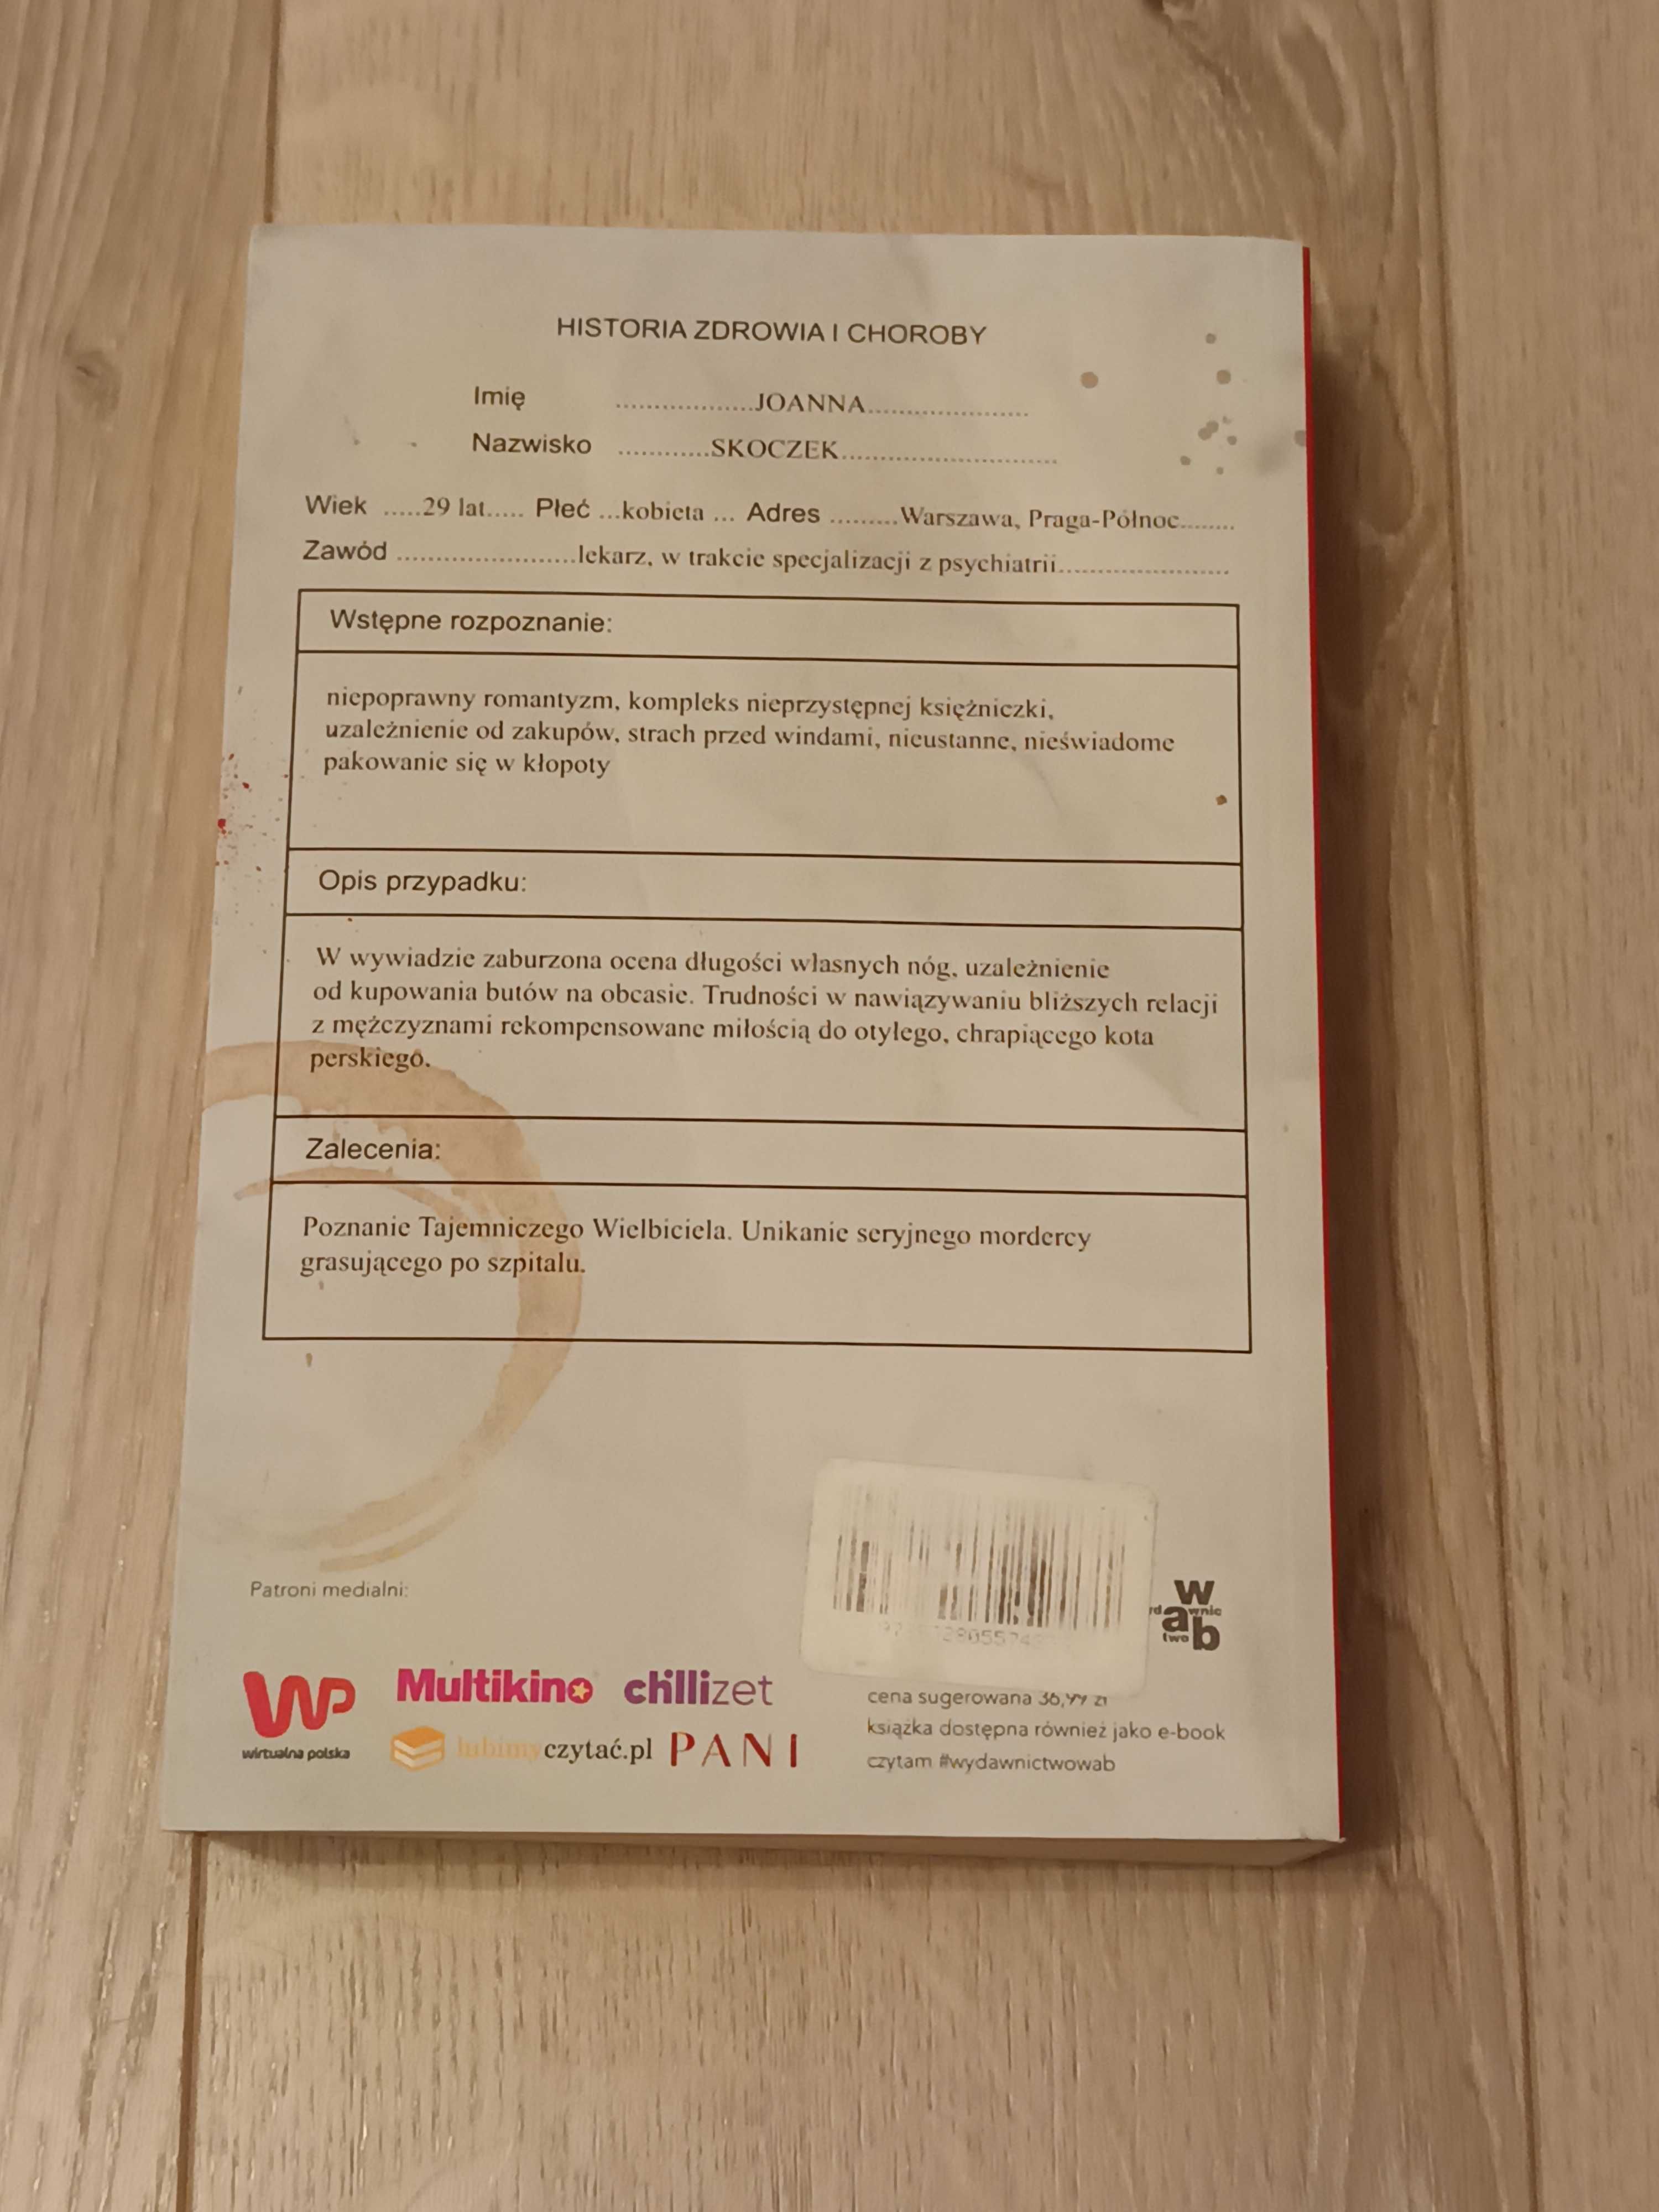 HISTORIA ZDROWIA I CHOROBY
Imię ..................JOANNA.....................
Nazwisko ............SKOCZEK............................
Wiek .....29 lat..... Płeć ...kobieta ... Adres .........Warszawa, Praga-Północ........
Zawód .......................lekarz, w trakcie specjalizacji z psychiatrii......................
Wstępne rozpoznanie:
niepoprawny romantyzm, kompleks nieprzystępnej księżniczki,
uzależnienie od zakupów, strach przed windami, nieustanne, nieświadome
pakowanie się w kłopoty
Opis przypadku:
W wywiadzie zaburzona ocena długości własnych nóg, uzależnienie
od kupowania butów na obcasie. Trudności w nawiązywaniu bliższych relacji
z mężczyznami rekompensowane miłością do otyłego, chrapiącego kota
perskiego.
Zalecenia:
Poznanie Tajemniczego Wielbiciela. Unikanie seryjnego mordercy
grasującego po szpitalu.
Patroni medialni:
wab
WP
wirtualna polska
Multikino chillizet
lubimyczytać.pl PANI
cena sugerowana 36,99 zł
książka dostępna również jako e-book
czytam #wydawnictwowab